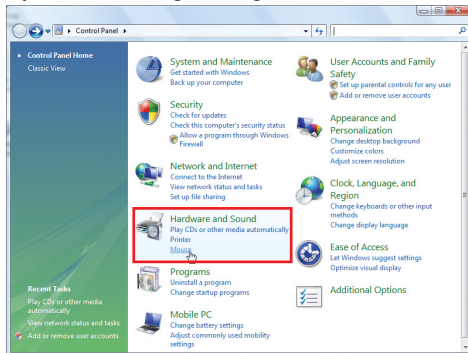 Control Panel
Control Panel Home
Classic View
System and Maintenance
Get started with Windows
Back up your computer
Security
Check for updates
Check this computer's security status
Allow a program through Windows
Firewall
Network and Internet
Connect to the Internet
View network status and tasks
Set up file sharing
Hardware and Sound
Play CDs or other media automatically
Printer
Mouse
Programs
Uninstall a program
Change startup programs
Mobile PC
Change battery settings
Adjust commonly used mobility
settings
User Accounts and Family
Safety
Set up parental controls for any user
Add or remove user accounts
Appearance and
Personalization
Change desktop background
Customize colors
Adjust screen resolution
Clock, Language, and
Region
Change keyboards or other input
methods
Change display language
Ease of Access
Let Windows suggest settings
Optimize visual display
Additional Options
Recent Tasks
Play CDs or other media
automatically
View network status and tasks
Add or remove user accounts